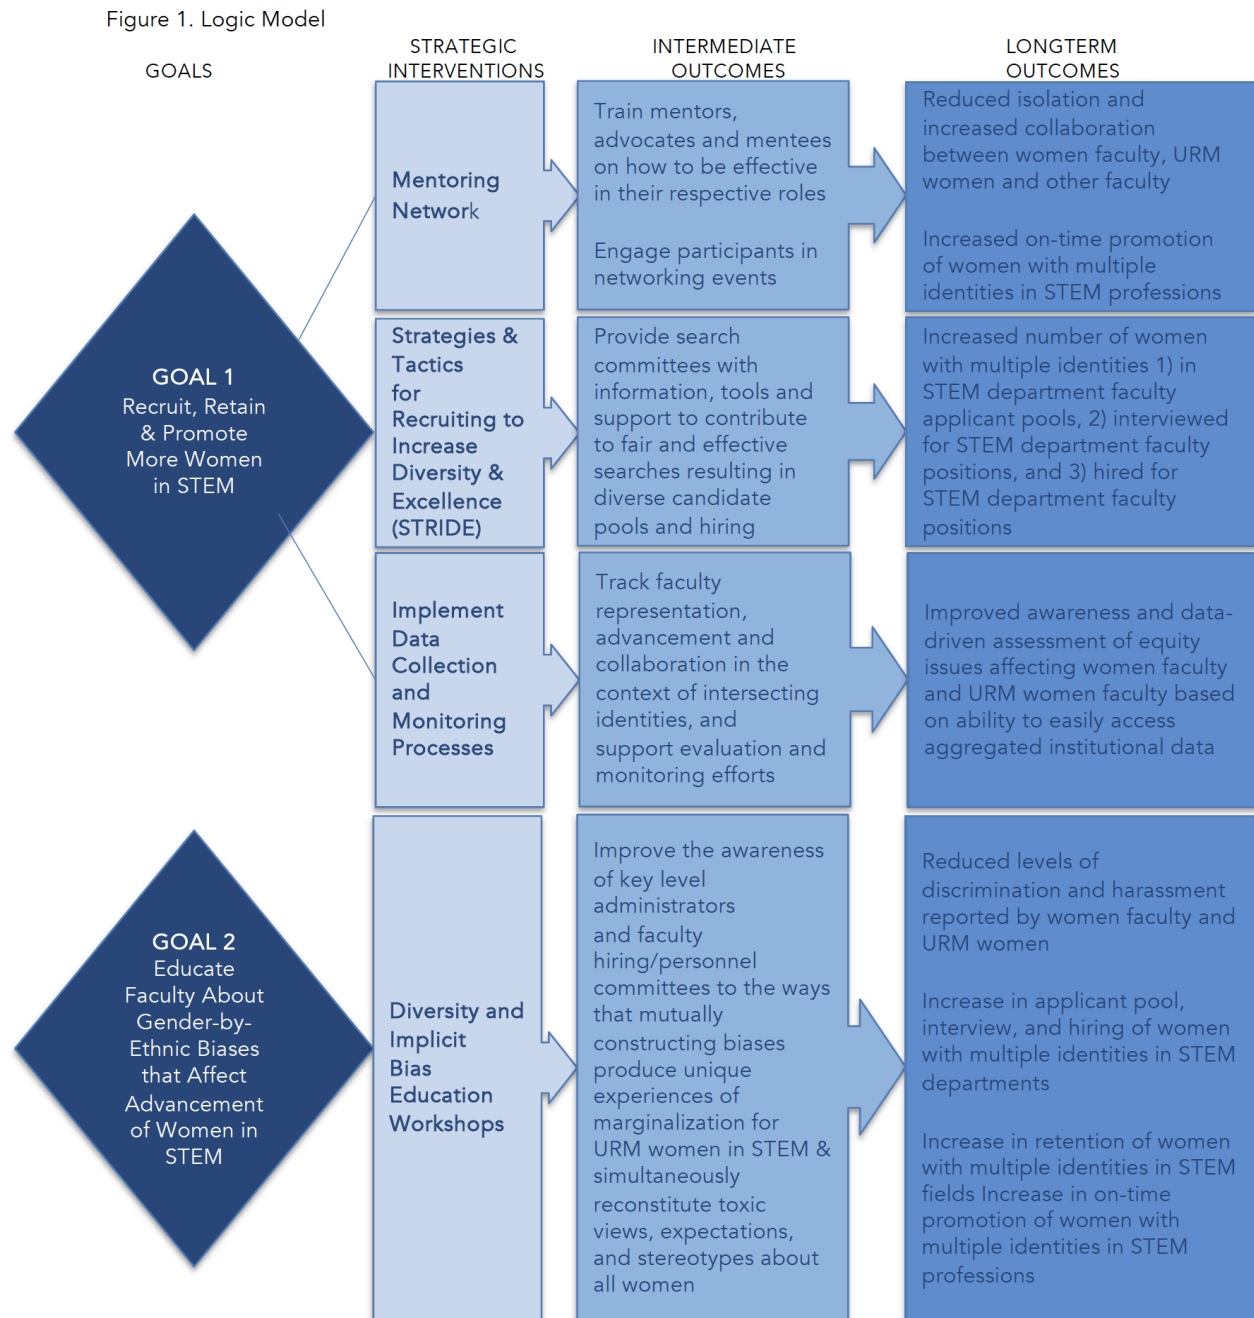 Figure 1. Logic Model
GOALS
STRATEGIC
INTERVENTIONS
INTERMEDIATE
OUTCOMES
LONGTERM
OUTCOMES
GOAL 1
Recruit, Retain
& Promote
More Women
in STEM
Mentoring
Network
Train mentors,
advocates and mentees
on how to be effective
in their respective roles
Engage participants in
networking events
Reduced isolation and
increased collaboration
between women faculty, URM
women and other faculty
Increased on-time promotion
of women with multiple
identities in STEM professions
Strategies &
Tactics
for
Recruiting to
Increase
Diversity &
Excellence
(STRIDE)
Provide search
committees with
information, tools and
support to contribute
to fair and effective
searches resulting in
diverse candidate
pools and hiring
Increased number of women
with multiple identities 1) in
STEM department faculty
applicant pools, 2) interviewed
for STEM department faculty
positions, and 3) hired for
STEM department faculty
positions
Implement
Data
Collection
and
Monitoring
Processes
Track faculty
representation,
advancement and
collaboration in the
context of intersecting
identities, and
support evaluation and
monitoring efforts
Improved awareness and data-
driven assessment of equity
issues affecting women faculty
and URM women faculty based
on ability to easily access
aggregated institutional data
GOAL 2
Educate
Faculty About
Gender-by-
Ethnic Biases
that Affect
Advancement
of Women in
STEM
Diversity and
Implicit
Bias
Education
Workshops
Improve the awareness
of key level
administrators
and faculty
hiring/personnel
committees to the ways
that mutually
constructing biases
produce unique
experiences of
marginalization for
URM women in STEM &
simultaneously
reconstitute toxic
views, expectations,
and stereotypes about
all women
Reduced levels of
discrimination and harassment
reported by women faculty and
URM women
Increase in applicant pool,
interview, and hiring of women
with multiple identities in STEM
departments
Increase in retention of women
with multiple identities in STEM
fields Increase in on-time
promotion of women with
multiple identities in STEM
professions